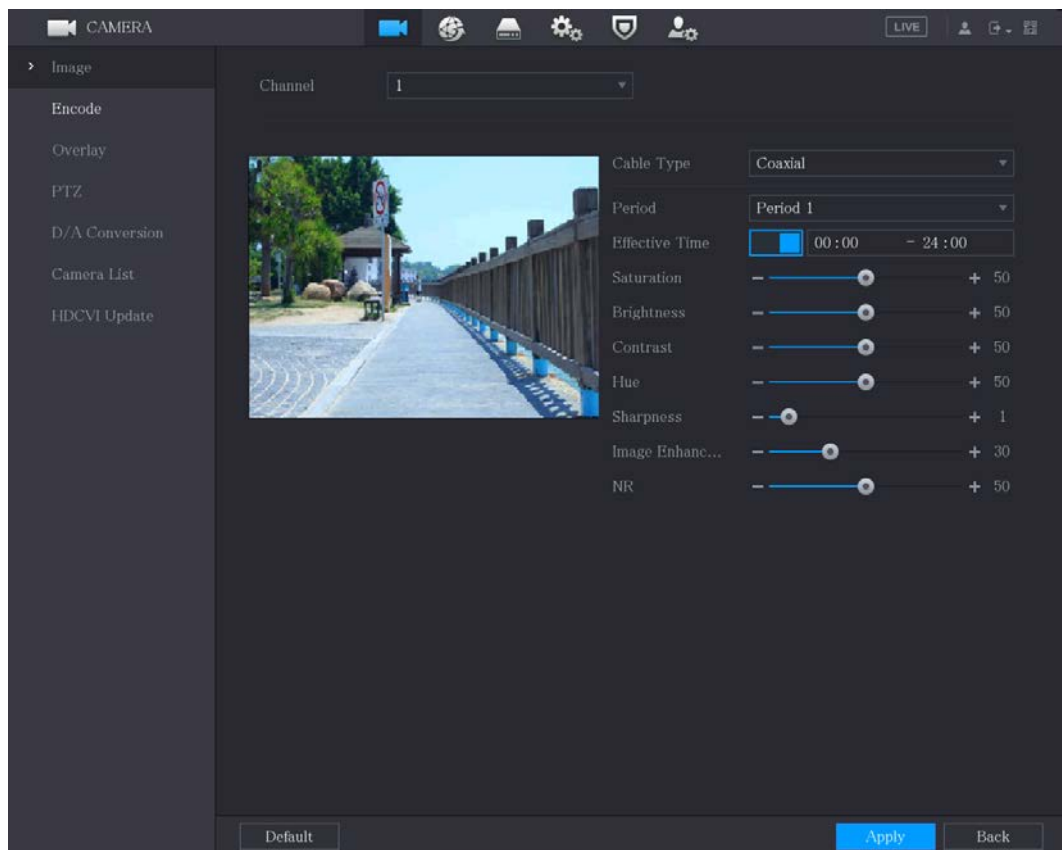 CAMERA LIVE
Image
Encode
Overlay
PTZ
D/A Conversion
Camera List
HDCVI Update
Channel 1
Cable Type Coaxial
Period Period 1
Effective Time 00:00 - 24:00
Saturation 50
Brightness 50
Contrast 50
Hue 50
Sharpness 1
Image Enhanc... 30
NR 50
Default Apply Back